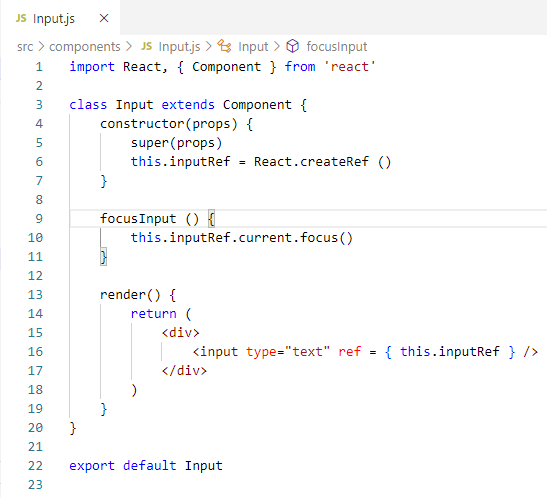 JS Input.js ×
src > components > JS Input.js > Input > focusInput
1 import React, { Component } from 'react'
2
3 class Input extends Component {
4     constructor(props) {
5         super(props)
6         this.inputRef = React.createRef ()
7     }
8
9     focusInput () {
10         this.inputRef.current.focus()
11     }
12
13     render() {
14         return (
15             <div>
16                 <input type="text" ref = { this.inputRef } />
17             </div>
18         )
19     }
20 }
21
22 export default Input
23